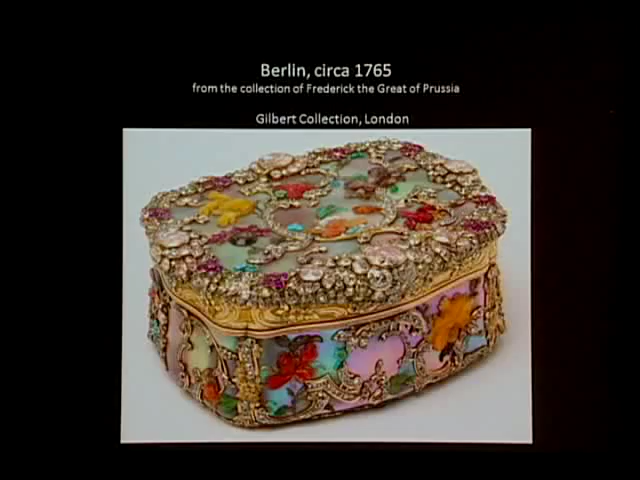 Berlin, circa 1765
from the collection of Frederick the Great of Prussia
Gilbert Collection, London